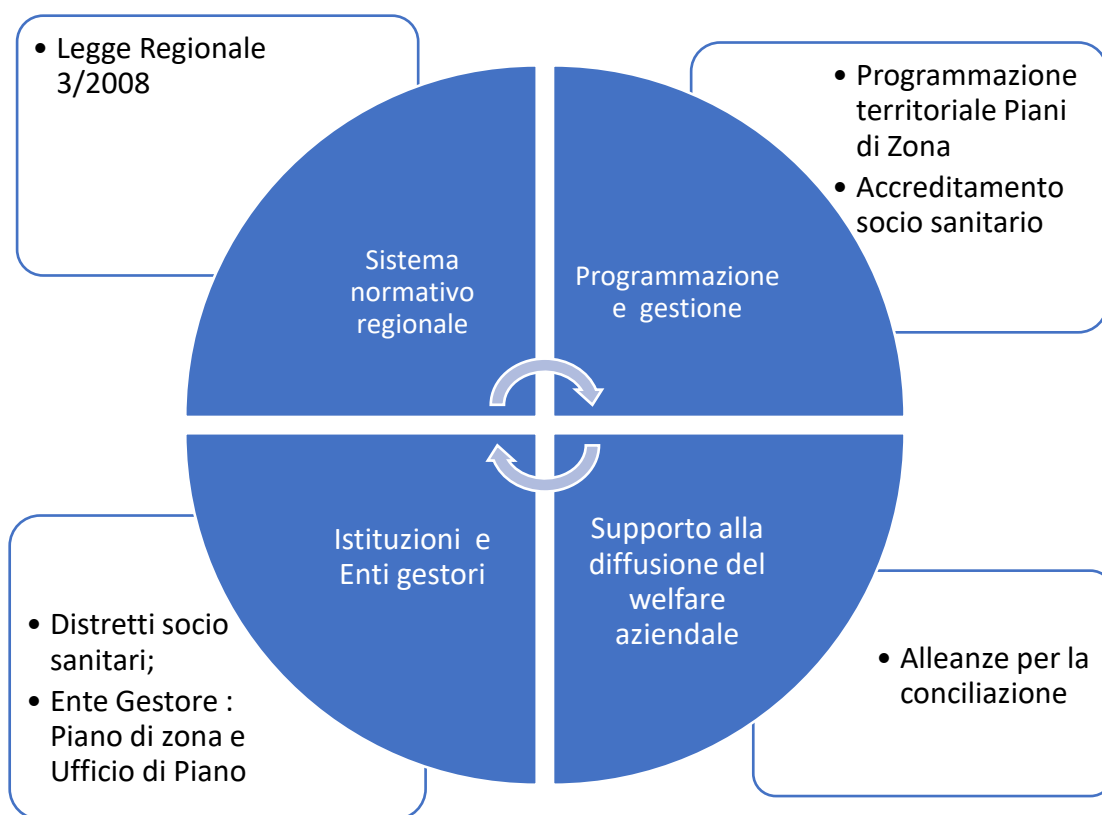 • Legge Regionale
3/2008
• Programmazione
territoriale Piani
di Zona
• Accreditamento
socio sanitario
Sistema
normativo
regionale
Programmazione
e gestione
Istituzioni e
Enti gestori
Supporto alla
diffusione del
welfare
aziendale
• Distretti socio
sanitari;
• Ente Gestore :
Piano di zona e
Ufficio di Piano
• Alleanze per la
conciliazione